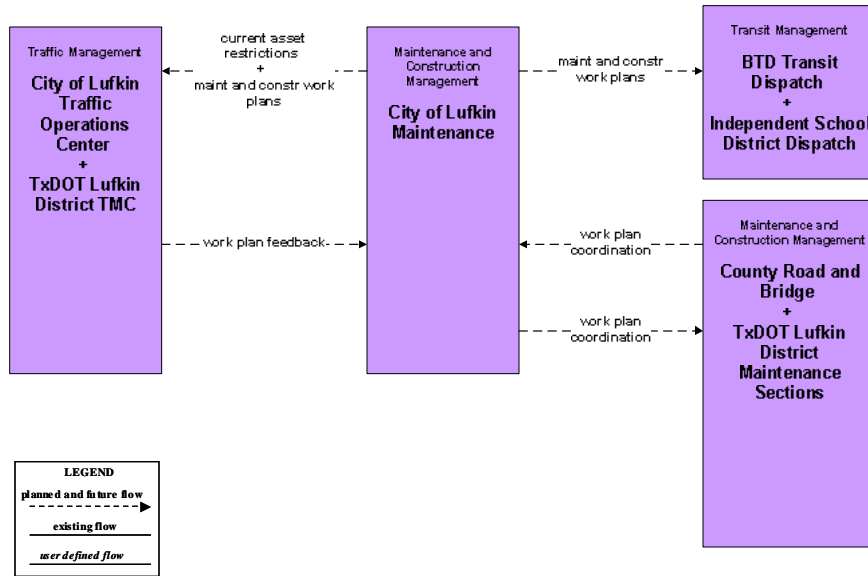 Traffic Management
City of Lufkin
Traffic
Operations
Center
+
TxDOT Lufkin
District TMC
current asset
restrictions
+
maint and constr work
plans
work plan feedback
Maintenance and
Construction
Management
City of Lufkin
Maintenance
maint and constr
work plans
work plan
coordination
work plan
coordination
Transit Management
BTD Transit
Dispatch
+
Independent School
District Dispatch
Maintenance and
Construction Management
County Road and
Bridge
+
TxDOT Lufkin
District
Maintenance
Sections
LEGEND
planned and future flow
existing flow
user defined flow